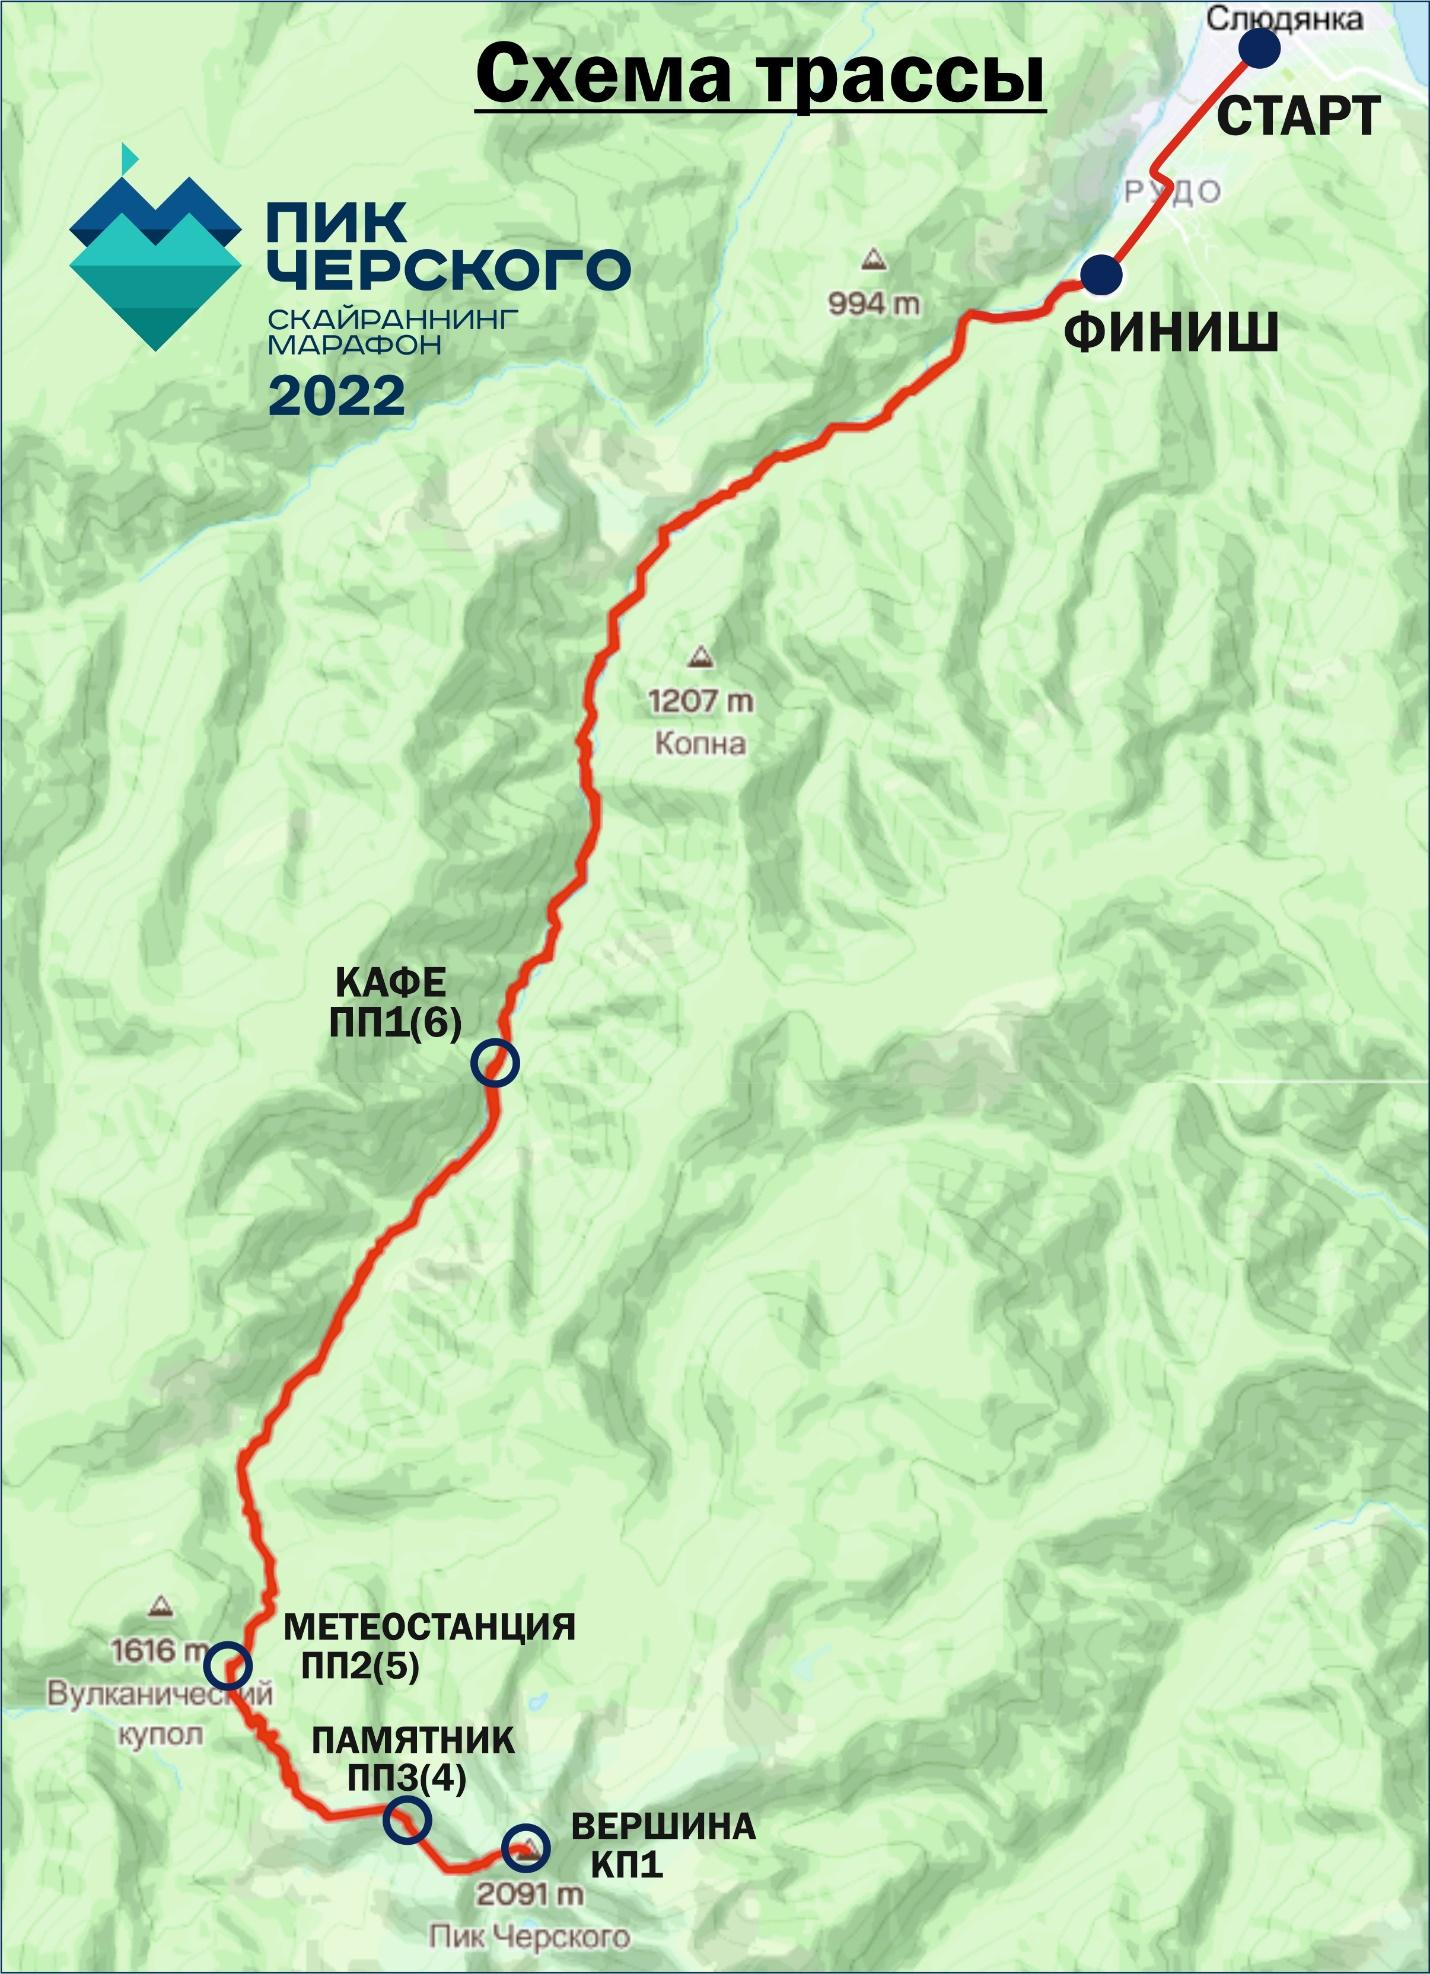 Слюдянка
Схема трассы
СТАРТ
РУДО
ПИК
ЧЕРСКОГО
СКАЙРАННИНГ
МАРАФОН
2022
994 m
ФИНИШ
1207 m
Копна
КАФЕ
ПП1(6)
МЕТЕОСТАНЦИЯ
ПП2(5)
1616 m
Вулканический
купол
ПАМЯТНИК
ПП3(4)
ВЕРШИНА
КП1
2091 m
Пик Черского